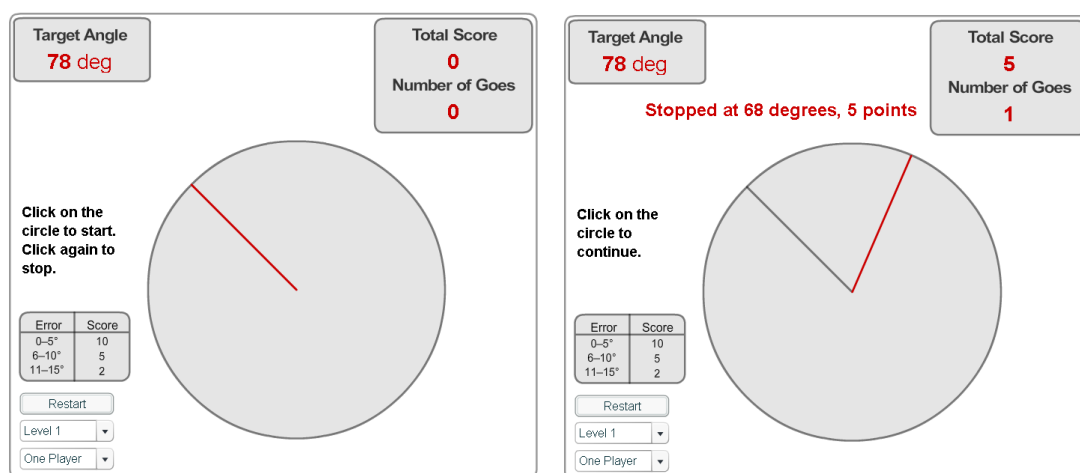 Target Angle
78 deg
Total Score
0
Number of Goes
0
Click on the
circle to start.
Click again to
stop.
Error Score
0–5° 10
6–10° 5
11–15° 2
Restart
Level 1
One Player
Target Angle
78 deg
Total Score
5
Number of Goes
1
Stopped at 68 degrees, 5 points
Click on the
circle to
continue.
Error Score
0–5° 10
6–10° 5
11–15° 2
Restart
Level 1
One Player